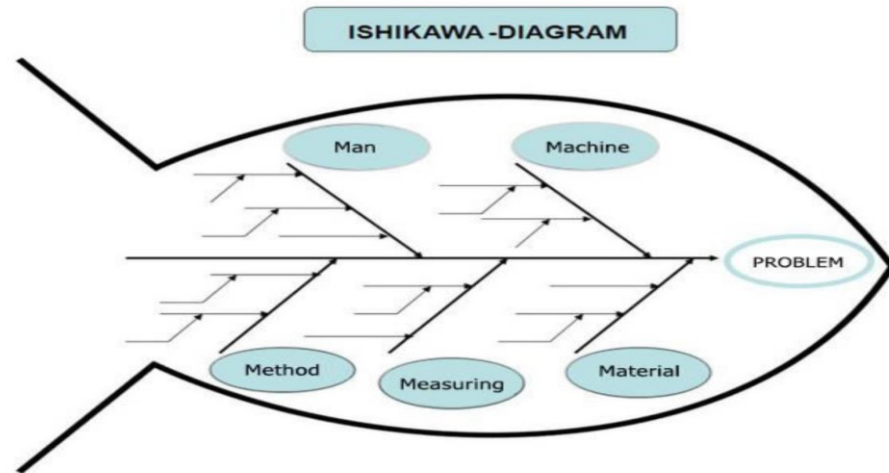 ISHIKAWA -DIAGRAM
Man
Machine
PROBLEM
Method
Measuring
Material